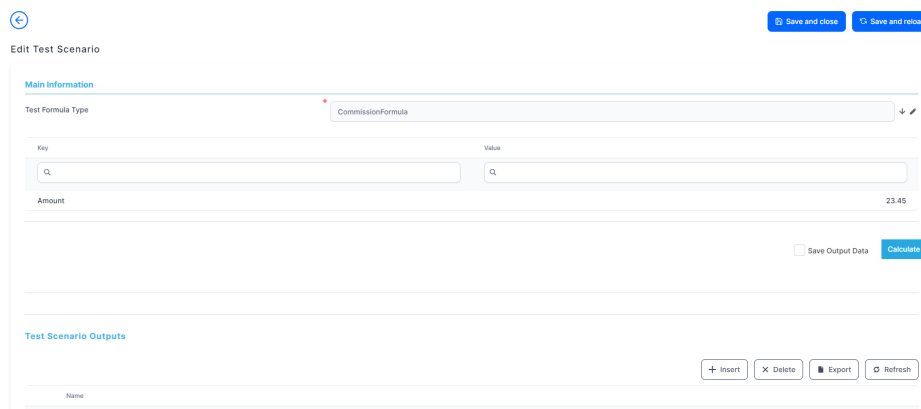 Save and close
Save and reloa
Edit Test Scenario
Main Information
Test Formula Type
*
CommissionFormula
Key
Value
Amount
23.45
Save Output Data
Calculate
Test Scenario Outputs
Insert
Delete
Export
Refresh
Name